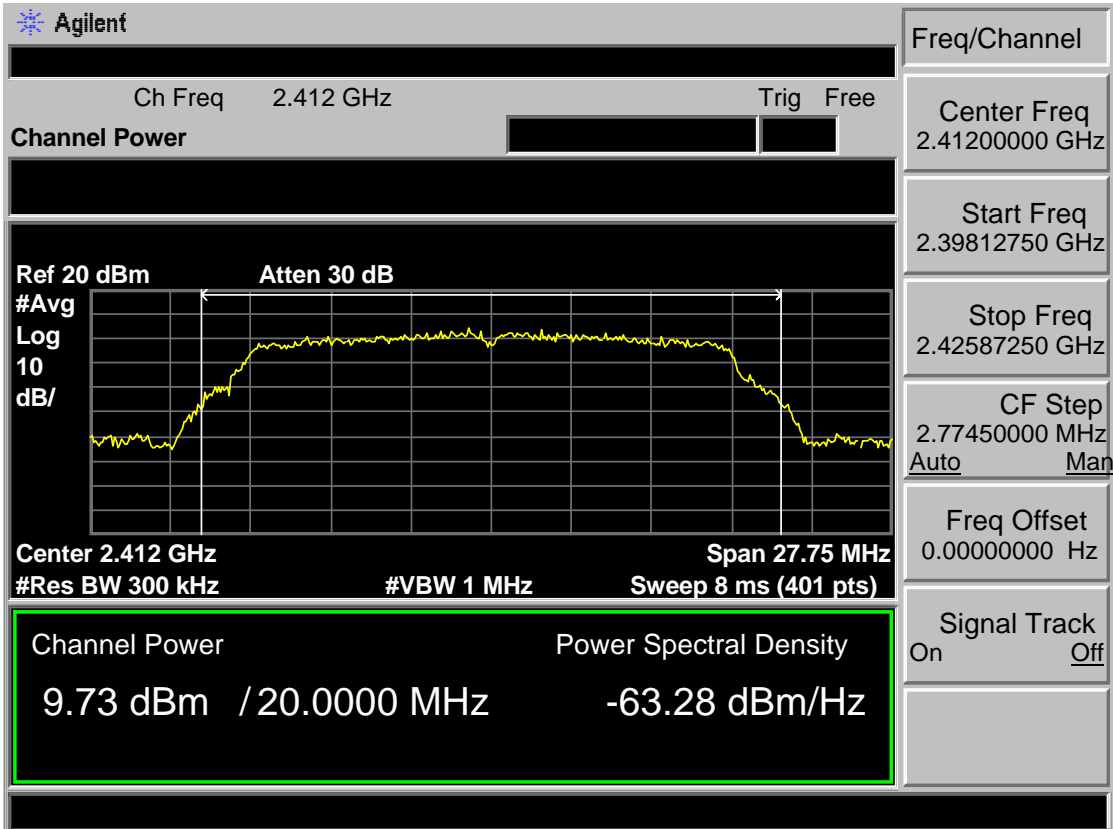 Agilent
Freq/Channel
Ch Freq 2.412 GHz Trig Free
Channel Power
Center Freq
2.41200000 GHz
Start Freq
2.39812750 GHz
Stop Freq
2.42587250 GHz
CF Step
2.77450000 MHz
Auto Man
Freq Offset
0.00000000 Hz
Signal Track
On Off
Ref 20 dBm Atten 30 dB
#Avg
Log
10
dB/
Center 2.412 GHz Span 27.75 MHz
#Res BW 300 kHz #VBW 1 MHz Sweep 8 ms (401 pts)
Channel Power Power Spectral Density
9.73 dBm / 20.0000 MHz -63.28 dBm/Hz